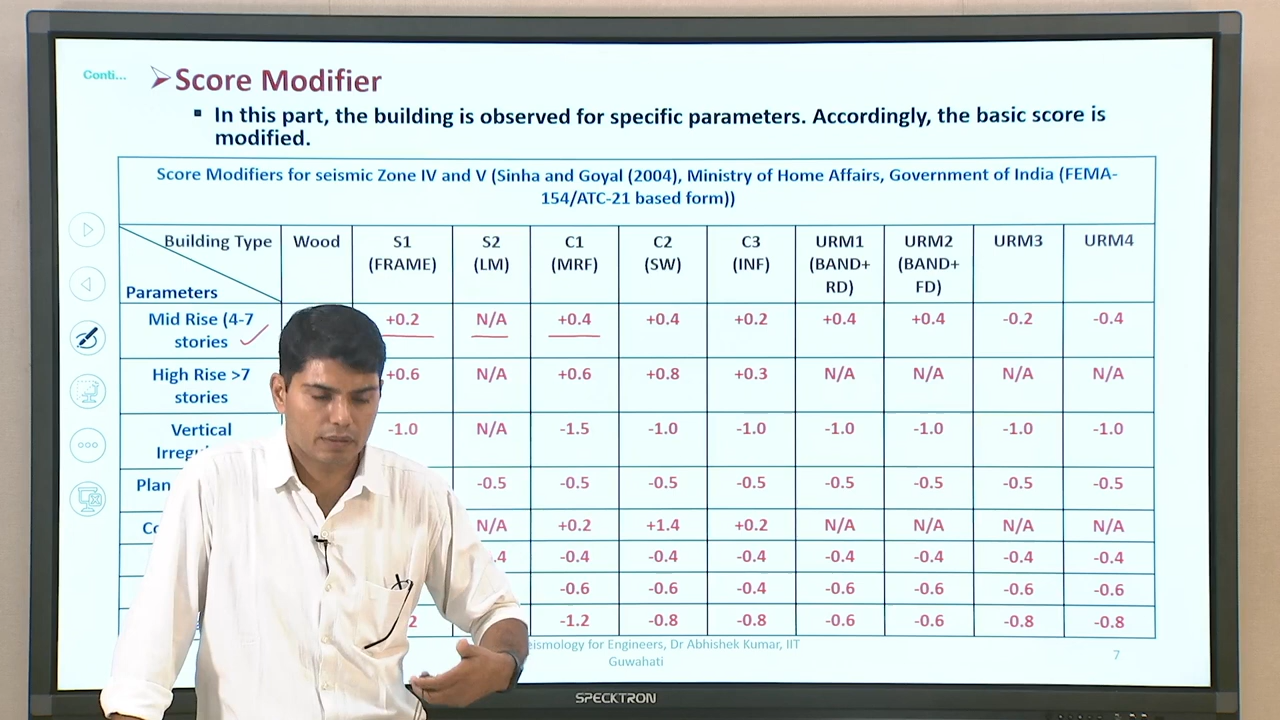 Conti...
Score Modifier
In this part, the building is observed for specific parameters. Accordingly, the basic score is
modified.
Score Modifiers for seismic Zone IV and V (Sinha and Goyal (2004), Ministry of Home Affairs, Government of India (FEMA-
154/ATC-21 based form))
Building Type Wood S1 S2 C1 C2 C3 URM1 URM2 URM3 URM4
(FRAME) (LM) (MRF) (SW) (INF) (BAND+ (BAND+
Parameters RD) FD)
Mid Rise (4-7 +0.2 N/A +0.4 +0.4 +0.2 +0.4 +0.4 -0.2 -0.4
stories
High Rise >7 +0.6 N/A +0.6 +0.8 +0.3 N/A N/A N/A N/A
stories
Vertical -1.0 N/A -1.5 -1.0 -1.0 -1.0 -1.0 -1.0 -1.0
Plan -0.5 -0.5 -0.5 -0.5 -0.5 -0.5 -0.5 -0.5
N/A +0.2 +1.4 +0.2 N/A N/A N/A N/A
-0.4 -0.4 -0.4 -0.4 -0.4 -0.4 -0.4
-0.6 -0.6 -0.4 -0.6 -0.6 -0.6 -0.6
-1.2 -0.8 -0.8 -0.6 -0.6 -0.8 -0.8
for Engineers, Dr Abhishek Kumar, IIT
Guwahati
7
SPECKTRON